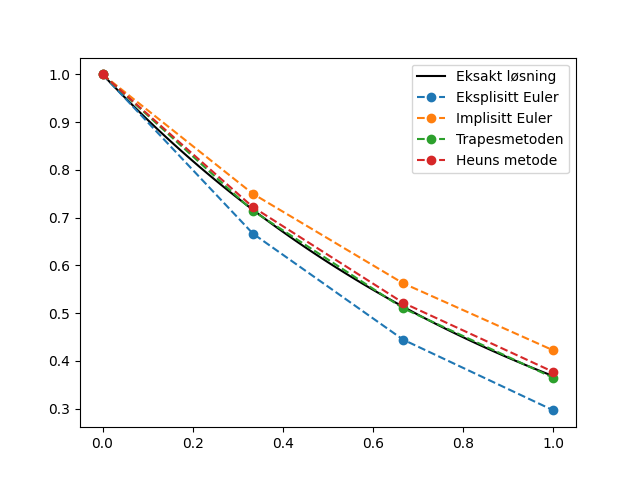 1.0
0.9
0.8
0.7
0.6
0.5
0.4
0.3
0.0 0.2 0.4 0.6 0.8 1.0
Eksakt løsning
Eksplisitt Euler
Implisitt Euler
Trapesmetoden
Heuns metode